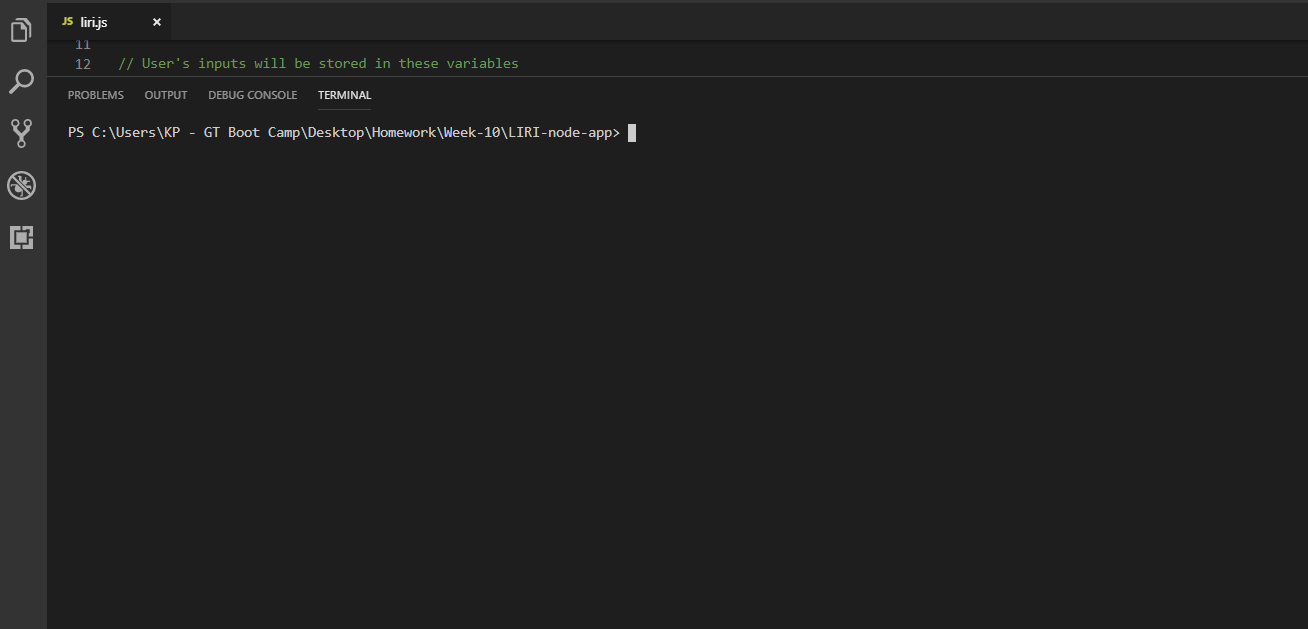 JS liri.js ×
11
12 // User's inputs will be stored in these variables
PROBLEMS OUTPUT DEBUG CONSOLE TERMINAL
PS C:\Users\KP - GT Boot Camp\Desktop\Homework\Week-10\LIRI-node-app>